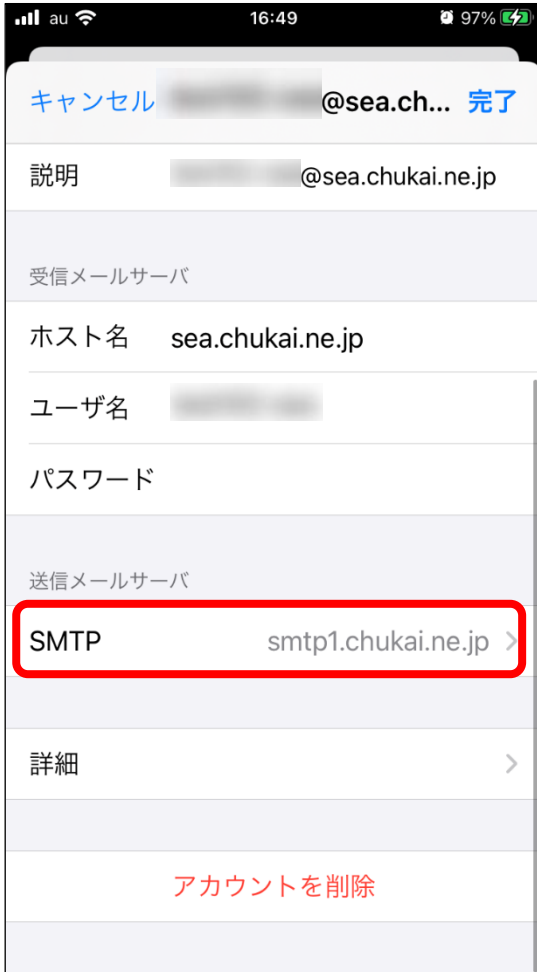 au 16:49 97%
キャンセル @sea.ch... 完了
説明 @sea.chukai.ne.jp
受信メールサーバ
ホスト名 sea.chukai.ne.jp
ユーザ名
パスワード
送信メールサーバ
SMTP smtp1.chukai.ne.jp
詳細
アカウントを削除